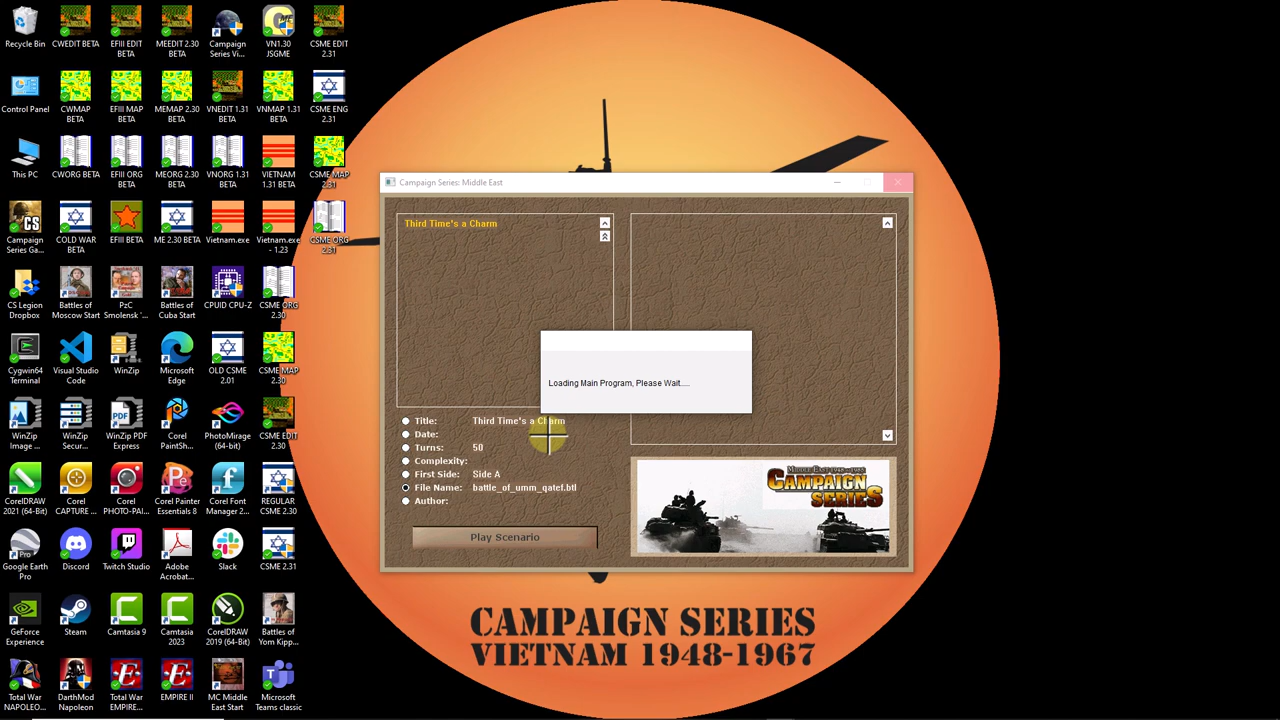 Recycle Bin
CWEDIT BETA
EFIII EDIT
BETA
MEEDIT 2.30
BETA
Campaign
Series Vi...
VN1.30
JSGME
CSME EDIT
2.31
Control Panel
CWMAP
BETA
EFIII MAP
BETA
MEMAP 2.30
BETA
VNEDIT 1.31
BETA
VNMAP 1.31
BETA
CSME ENG
2.31
This PC
CWORG BETA
EFIII ORG
BETA
MEORG 2.30
BETA
VNORG 1.31
BETA
VIETNAM
1.31 BETA
CSME MAP
2.31
CS
Campaign
Series Ga...
COLD WAR
BETA
EFIII BETA
ME 2.30 BETA
Vietnam.exe
Vietnam.exe
- 1.23
CSME ORG
2.31
CS Legion
Dropbox
Battles of
Moscow Start
PzC
Smolensk '...
Battles of
Cuba Start
CPUID CPU-Z
CSME ORG
2.30
Cygwin64
Terminal
Visual Studio
Code
WinZip
Microsoft
Edge
OLD CSME
2.01
CSME MAP
2.30
WinZip
Image ...
WinZip
Secur...
PDF
WinZip PDF
Express
Corel
PaintSh...
PhotoMirage
(64-bit)
CSME EDIT
2.30
CorelDRAW
2021 (64-Bit)
Corel
CAPTURE ...
Corel
PHOTO-PAI...
Corel Painter
Essentials 8
Corel Font
Manager 2...
REGULAR
CSME 2.30
Pro
Google Earth
Pro
Discord
Twitch Studio
Adobe
Acrobat...
Slack
CSME 2.31
GeForce
Experience
Steam
Camtasia 9
Camtasia
2023
CorelDRAW
2019 (64-Bit)
Battles of
Yom Kipp...
Total War
NAPOLEO...
DarthMod
Napoleon
Total War
EMPIRE...
EMPIRE II
MC Middle
East Start
Microsoft
Teams classic
Campaign Series: Middle East
Third Time's a Charm
Loading Main Program, Please Wait.....
Title: Third Time's a Charm
Date:
Turns: 50
Complexity:
First Side: Side A
File Name: battle_of_umm_qatef.btl
Author:
Play Scenario
MIDDLE EAST 1948-1985
CAMPAIGN
SERIES
CAMPAIGN SERIES
VIETNAM 1948-1967